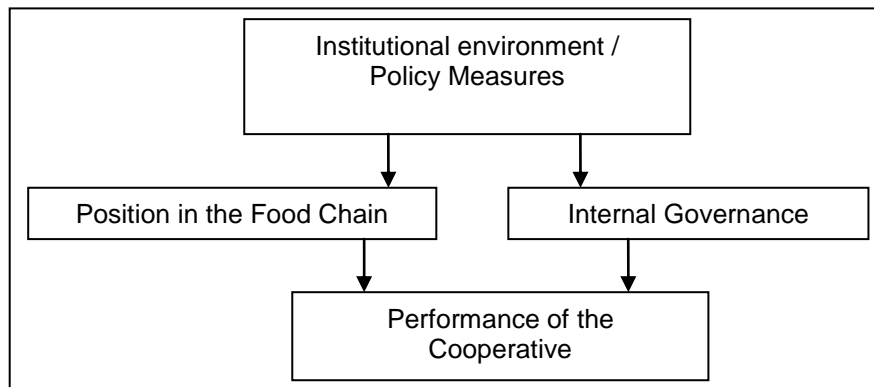 Institutional environment /
Policy Measures
Position in the Food Chain
Internal Governance
Performance of the
Cooperative